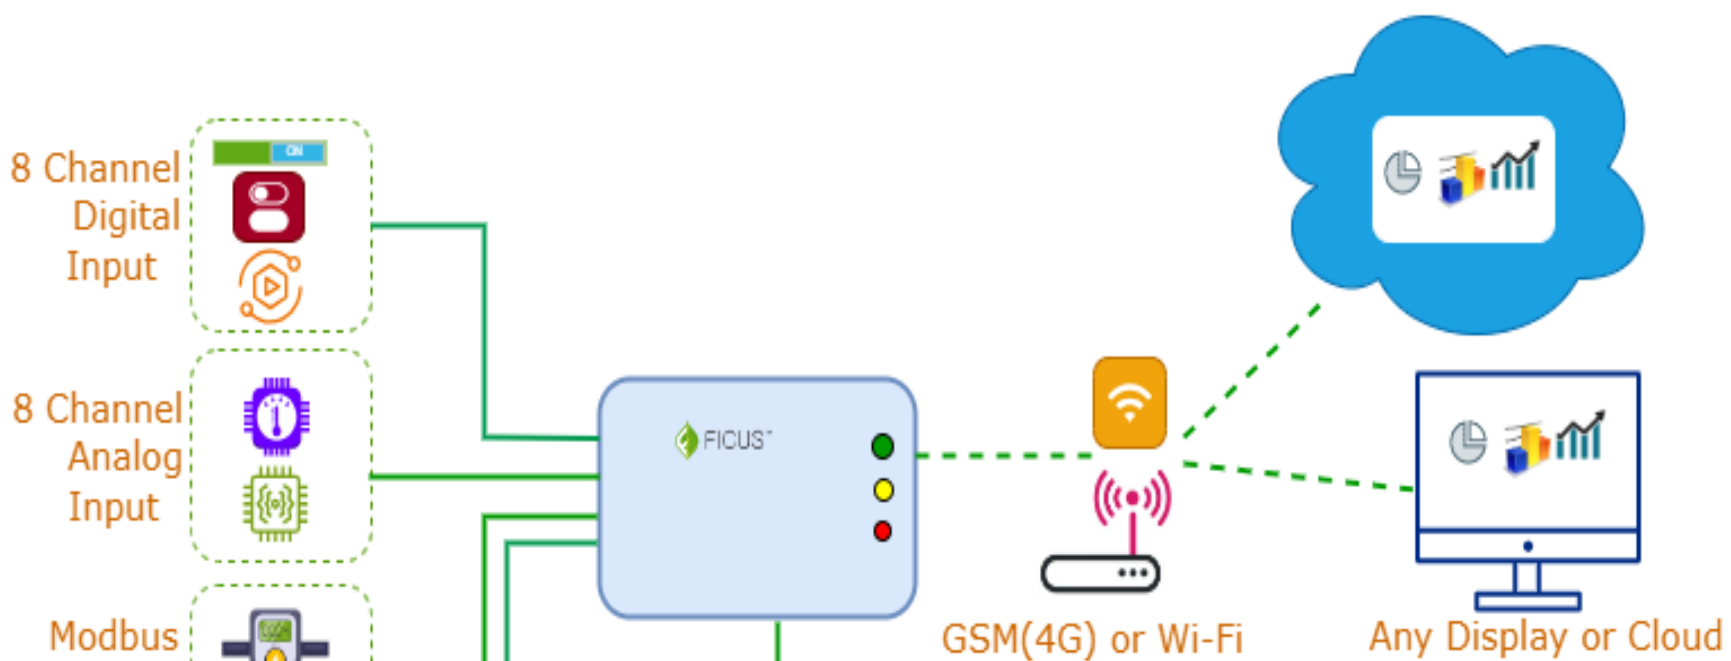 8 Channel
Digital
Input
ON
8 Channel
Analog
Input
FICUS™
Modbus
GSM(4G) or Wi-Fi
Any Display or Cloud